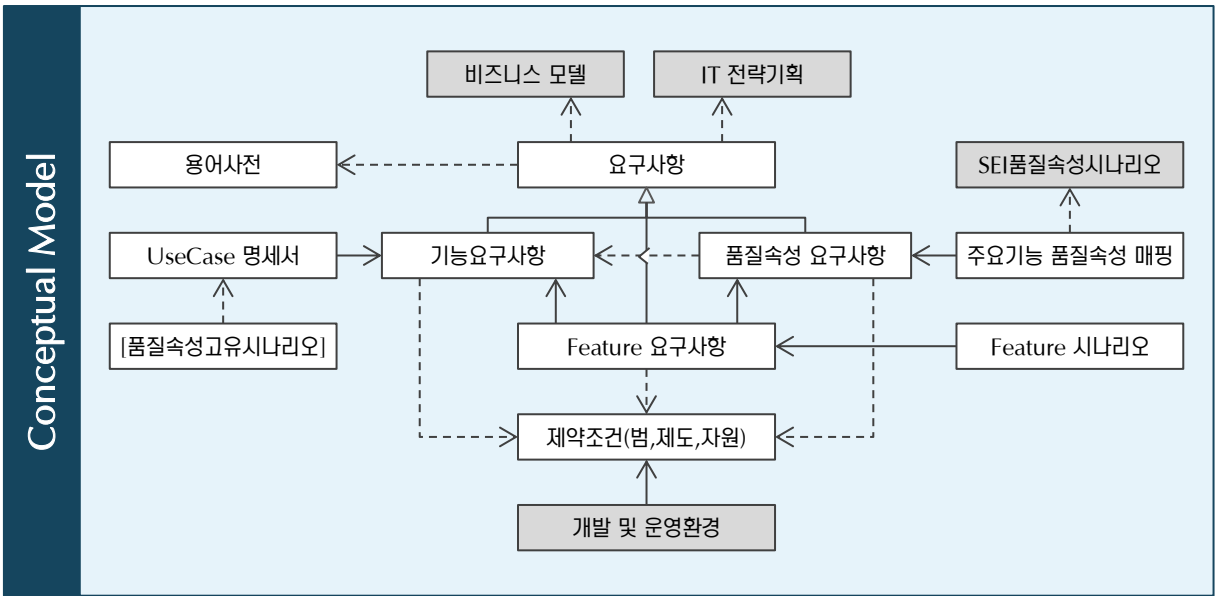 Conceptual Model
비즈니스 모델
IT 전략기획
용어사전
요구사항
SEI품질속성시나리오
UseCase 명세서
기능요구사항
품질속성 요구사항
주요기능 품질속성 매핑
[품질속성고유시나리오]
Feature 요구사항
Feature 시나리오
제약조건(범,제도,자원)
개발 및 운영환경